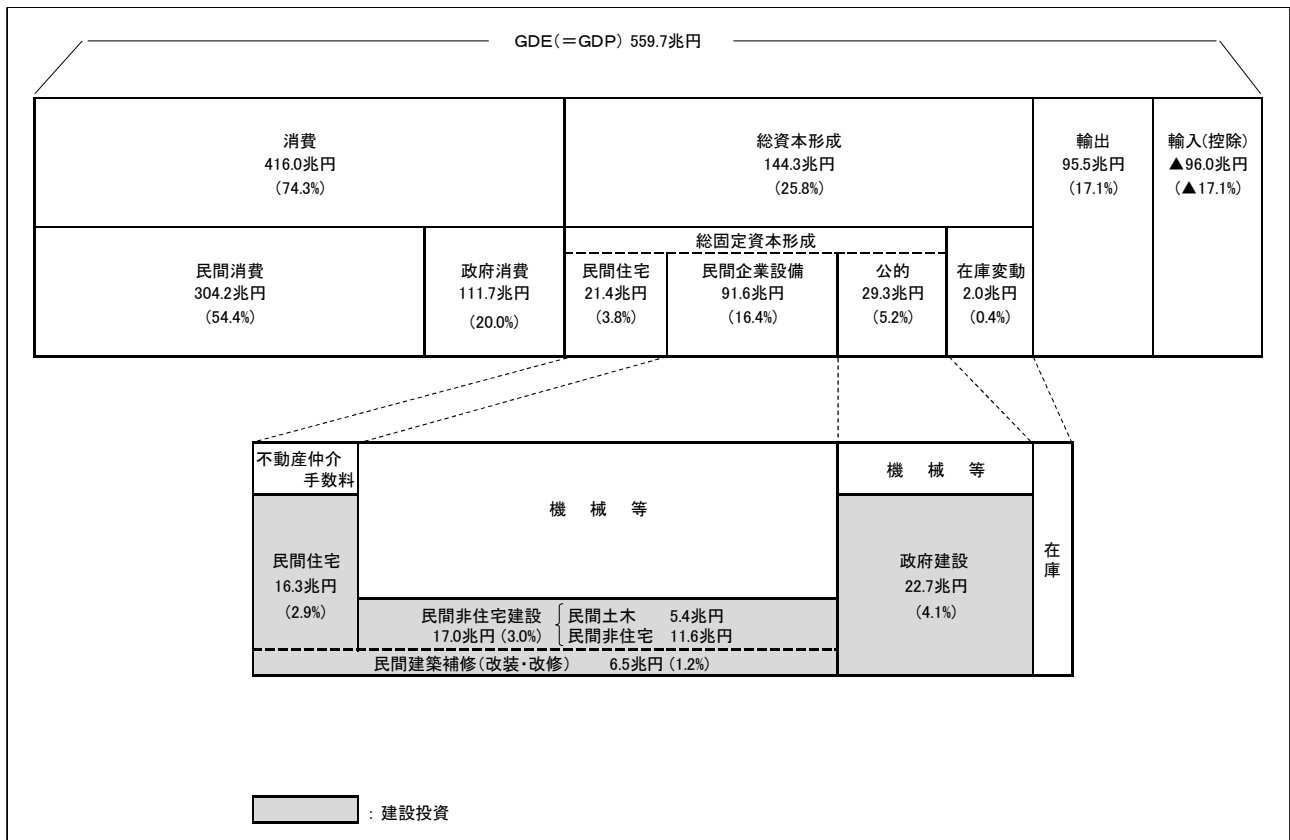 GDE(=GDP) 559.7兆円
消費
416.0兆円
(74.3%)
総資本形成
144.3兆円
(25.8%)
輸出
95.5兆円
(17.1%)
輸入(控除)
▲96.0兆円
(▲17.1%)
民間消費
304.2兆円
(54.4%)
政府消費
111.7兆円
(20.0%)
総固定資本形成
民間住宅
21.4兆円
(3.8%)
民間企業設備
91.6兆円
(16.4%)
公的
29.3兆円
(5.2%)
在庫変動
2.0兆円
(0.4%)
不動産仲介
手数料
機 械 等
機 械 等
在
庫
民間住宅
16.3兆円
(2.9%)
政府建設
22.7兆円
(4.1%)
民間非住宅建設
17.0兆円 (3.0%)
民間土木 5.4兆円
民間非住宅 11.6兆円
民間建築補修(改装・改修) 6.5兆円 (1.2%)
: 建設投資